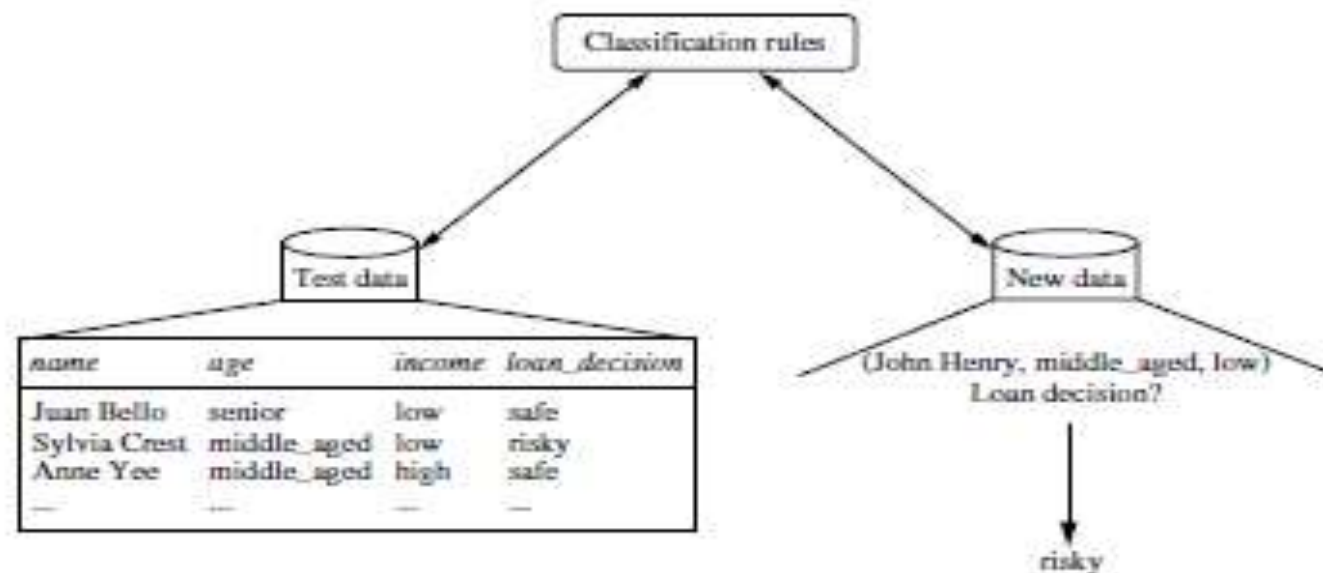 Classification rules
Test data
name age income loan_decision
Juan Bello senior low safe
Sylvia Crest middle_aged low risky
Anne Yee middle_aged high safe
... ... ... ...
New data
(John Henry, middle_aged, low)
Loan decision?
risky